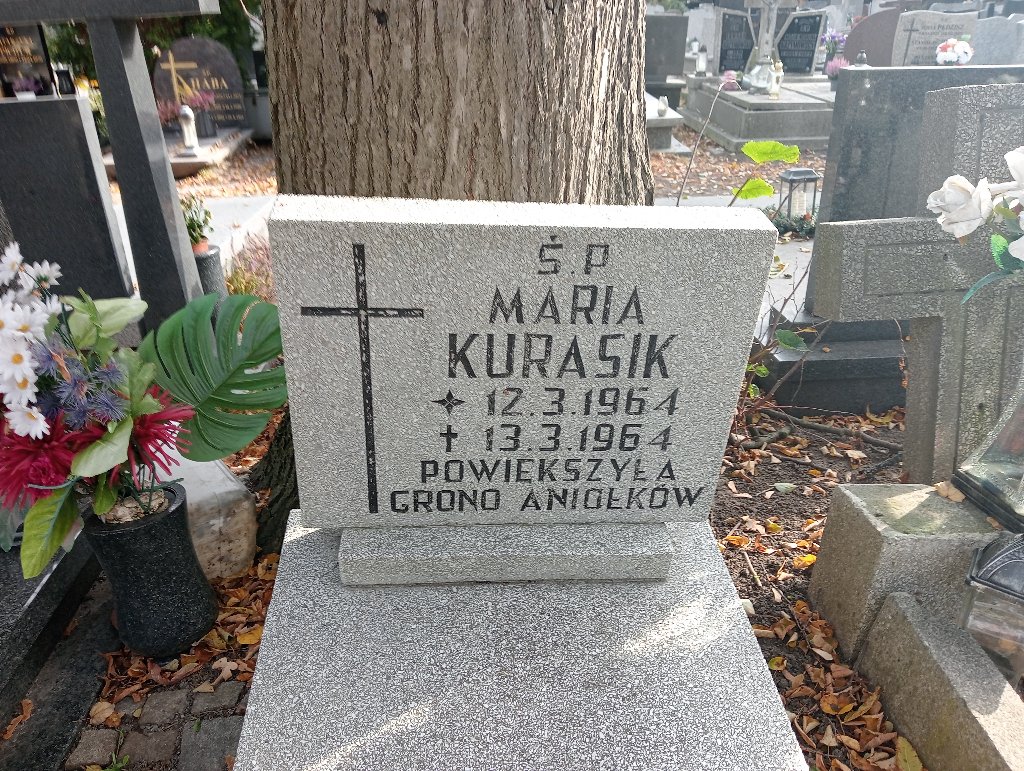 Ś.P
MARIA
KURASIK
12.3.1964
13.3.1964
POWIEKSZYŁA
GRONO ANIOŁKÓW